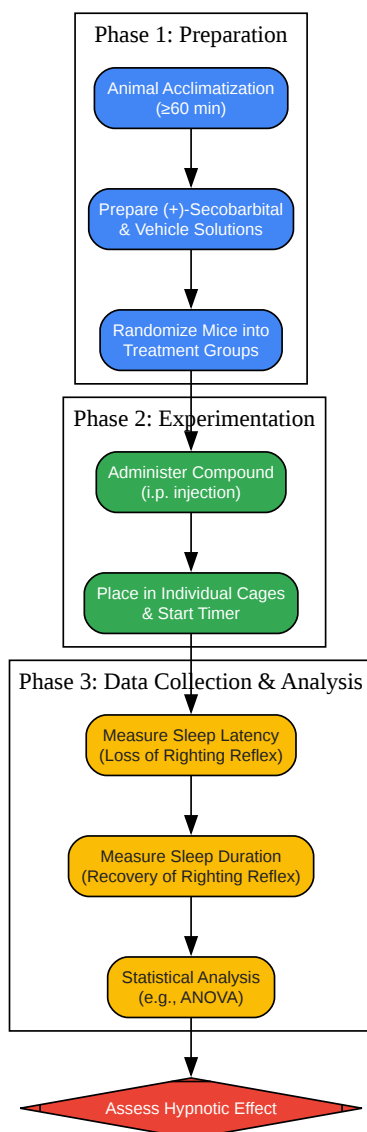 Phase 1: Preparation
Animal Acclimatization
(≥60 min)
Prepare (+)-Secobarbital
& Vehicle Solutions
Randomize Mice into
Treatment Groups
Phase 2: Experimentation
Administer Compound
(i.p. injection)
Place in Individual Cages
& Start Timer
Phase 3: Data Collection & Analysis
Measure Sleep Latency
(Loss of Righting Reflex)
Measure Sleep Duration
(Recovery of Righting Reflex)
Statistical Analysis
(e.g., ANOVA)
Assess Hypnotic Effect